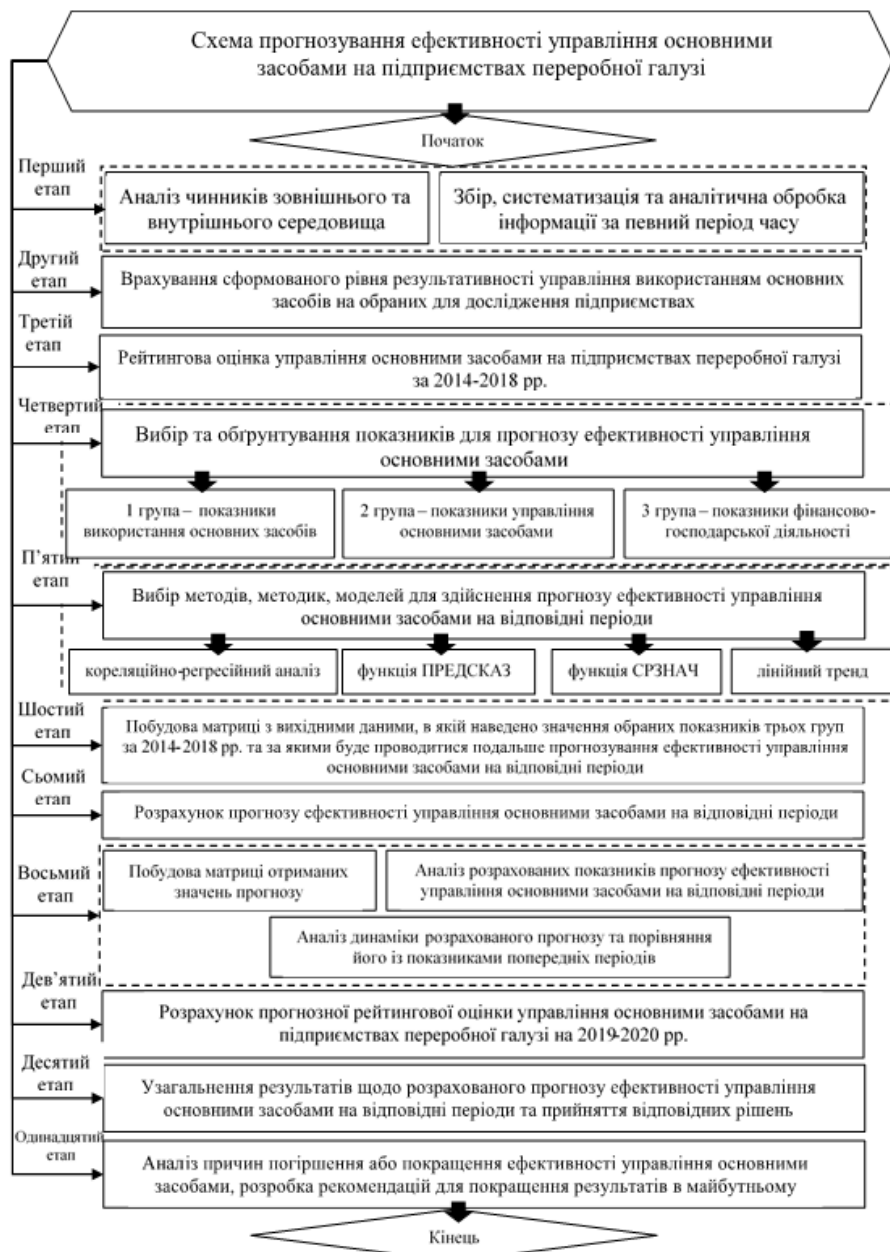 Схема прогнозування ефективності управління основними
засобами на підприємствах переробної галузі
Початок
Перший
етап
Аналіз чинників зовнішнього та
внутрішнього середовища
Збір, систематизація та аналітична обробка
інформації за певний період часу
Другий
етап
Врахування сформованого рівня результативності управління використанням основних
засобів на обраних для дослідження підприємствах
Третій
етап
Рейтингова оцінка управління основними засобами на підприємствах переробної галузі
за 2014-2018 рр.
Четвертий
етап
Вибір та обґрунтування показників для прогнозу ефективності управління
основними засобами
1 група – показники
використання основних засобів
2 група – показники управління
основними засобами
3 група – показники фінансово-
господарської діяльності
П’ятий
етап
Вибір методів, методик, моделей для здійснення прогнозу ефективності управління
основними засобами на відповідні періоди
кореляційно-регресійний аналіз
функція ПРЕДСКАЗ
функція СРЗНАЧ
лінійний тренд
Шостий
етап
Побудова матриці з вихідними даними, в якій наведено значення обраних показників трьох груп
за 2014-2018 рр. та за якими буде проводитися подальше прогнозування ефективності управління
основними засобами на відповідні періоди
Сьомий
етап
Розрахунок прогнозу ефективності управління основними засобами на відповідні періоди
Восьмий
етап
Побудова матриці отриманих
значень прогнозу
Аналіз розрахованих показників прогнозу ефективності
управління основними засобами на відповідні періоди
Аналіз динаміки розрахованого прогнозу та порівняння
його із показниками попередніх періодів
Дев’ятий
етап
Розрахунок прогнозної рейтингової оцінки управління основними засобами на
підприємствах переробної галузі на 2019-2020 рр.
Десятий
етап
Узагальнення результатів щодо розрахованого прогнозу ефективності управління
основними засобами на відповідні періоди та прийняття відповідних рішень
Одинадцятий
етап
Аналіз причин погіршення або покращення ефективності управління основними
засобами, розробка рекомендацій для покращення результатів в майбутньому
Кінець